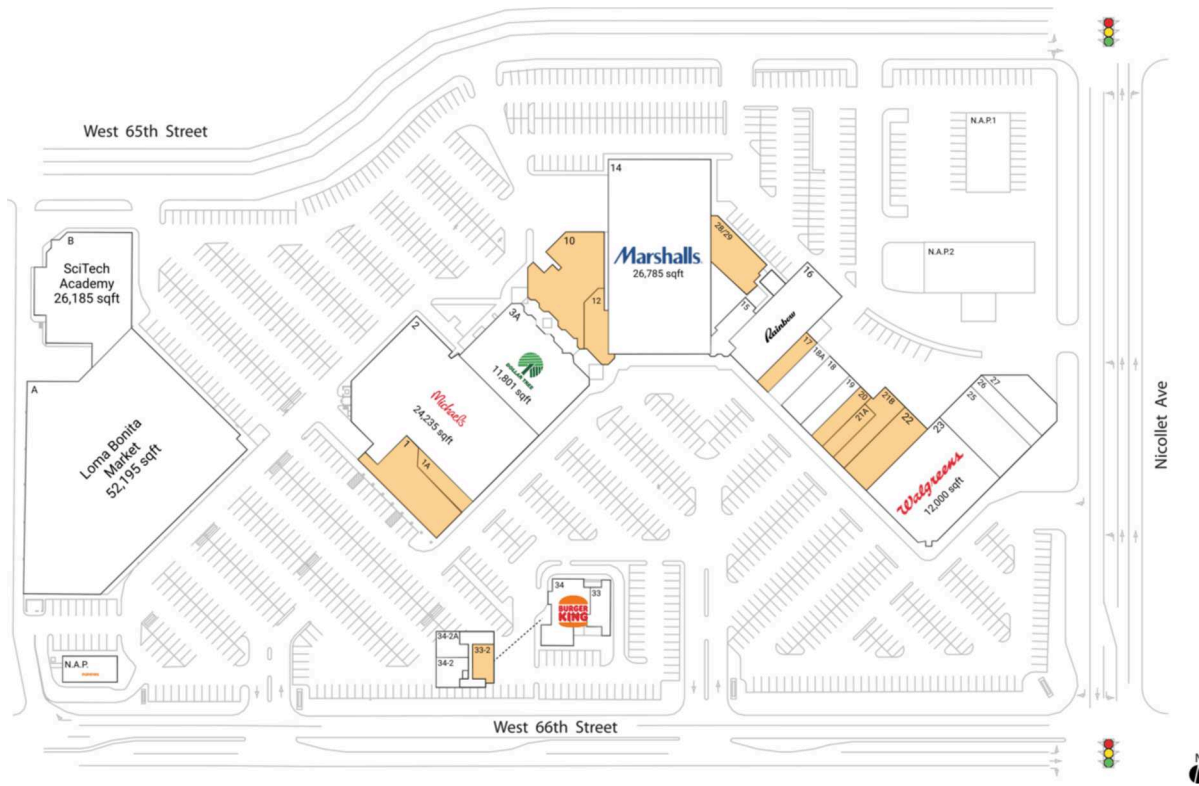 West 65th Street
N.A.P.1
14
B
SciTech
Academy
26,185 sqft
10
28/29
Marshalls
26,785 sqft
N.A.P.2
16
12
15
Rainbow
3A
2
DOLLAR TREE
11,801 sqft
17
18A
18
19
20
21A
21B
22
23
25
26
27
A
Michaels
24,235 sqft
Nicollet Ave
Loma Bonita
Market
52,195 sqft
1
1A
Walgreens
12,000 sqft
34
33
BURGER
KING
34-2A
34-2
33-2
N.A.P.
West 66th Street
N